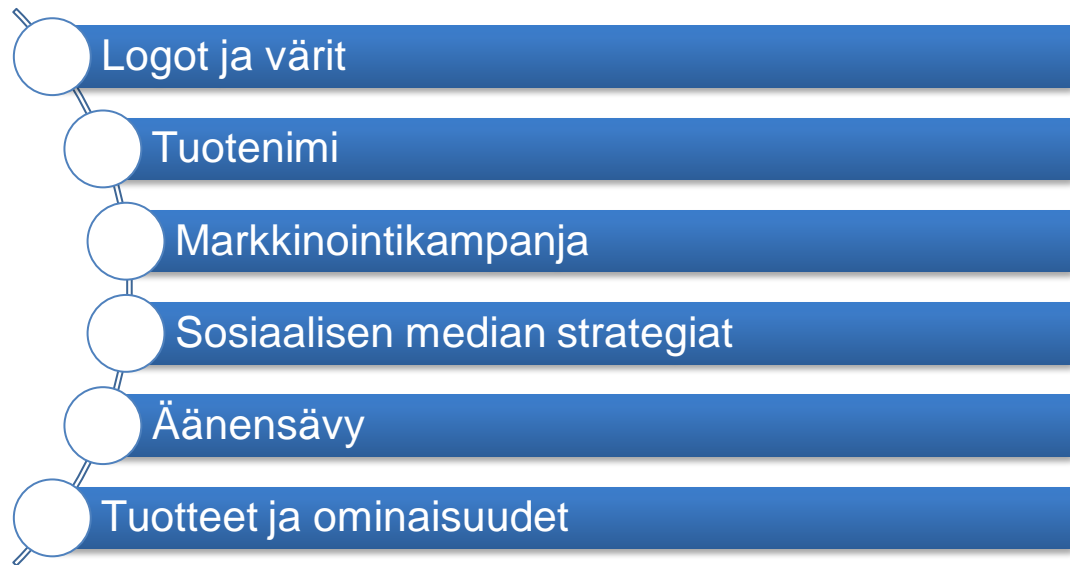 Logot ja värit
Tuotenimi
Markkinointikampanja
Sosiaalisen median strategiat
Äänensävy
Tuotteet ja ominaisuudet